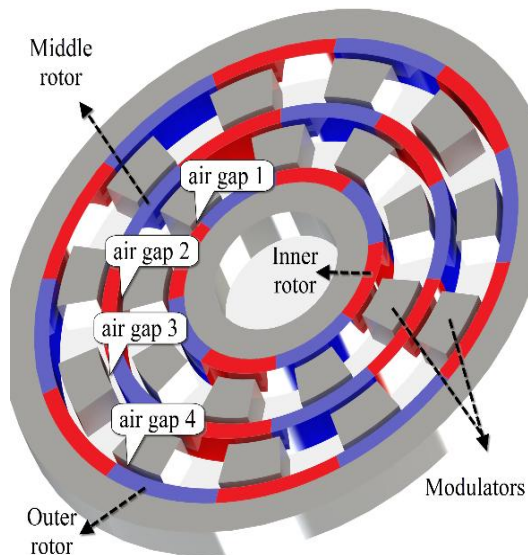 Middle
rotor
air gap 1
air gap 2
Inner
rotor
air gap 3
air gap 4
Modulators
Outer
rotor